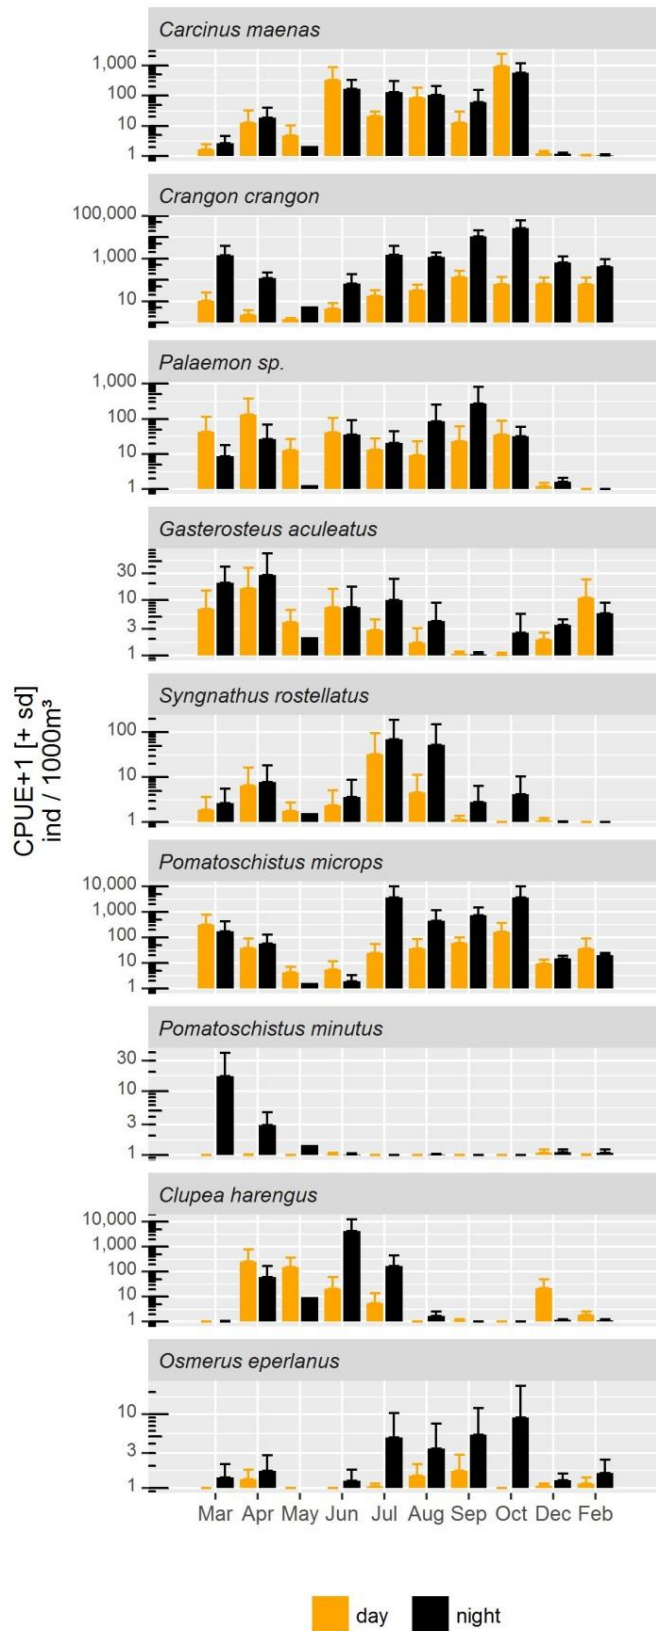 Carcinus maenas
1,000
100
10
1
Crangon crangon
100,000
1,000
10
Palaemon sp.
1,000
100
10
1
Gasterosteus aculeatus
30
10
3
1
Syngnathus rostellatus
100
10
1
Pomatoschistus microps
10,000
1,000
100
10
1
Pomatoschistus minutus
30
10
3
1
Clupea harengus
10,000
1,000
100
10
1
Osmerus eperlanus
10
3
1
Mar Apr May Jun Jul Aug Sep Oct Dec Feb
CPUE+1 [+ sd]
ind / 1000m³
day night